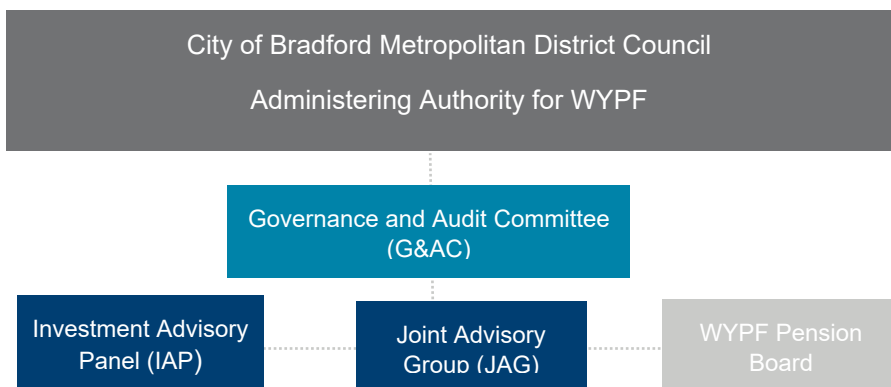 City of Bradford Metropolitan District Council
Administering Authority for WYPF
Governance and Audit Committee
(G&AC)
Investment Advisory
Panel (IAP)
Joint Advisory
Group (JAG)
WYPF Pension
Board